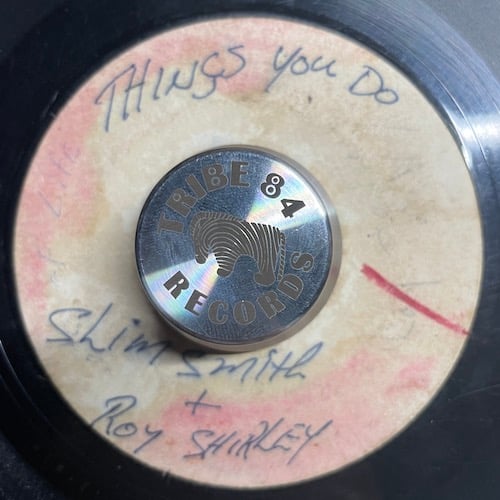 THINGS YOU DO
TRIBE 84
RECORDS
Slim Smith
+
ROY SHIRLEY